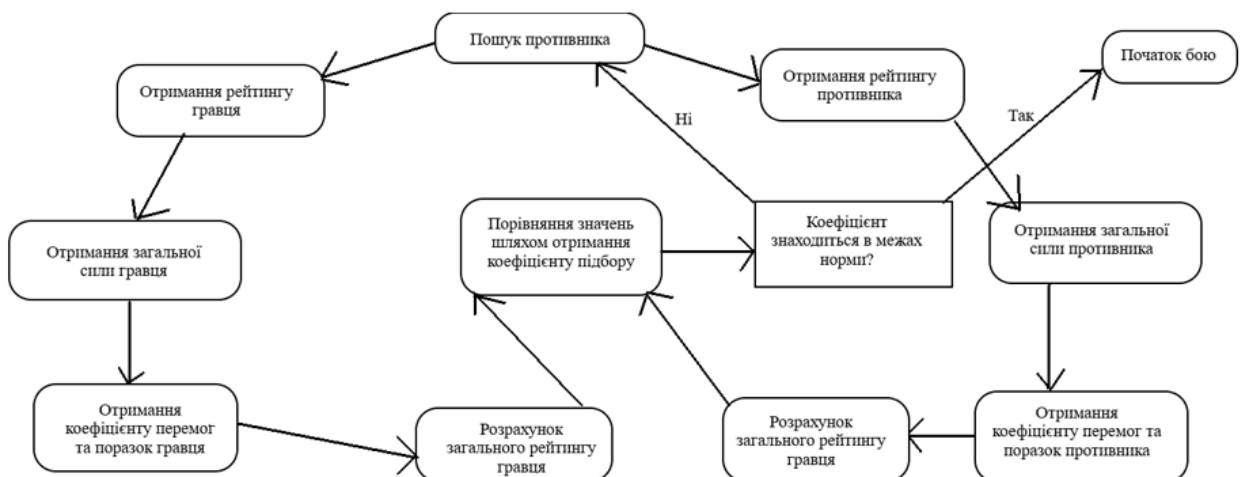 Пошук противника
Початок бою
Отримання рейтингу
гравця
Отримання рейтингу
противника
Ні
Так
Отримання загальної
сили гравця
Порівняння значень
шляхом отримання
коефіцієнту підбору
Коефіцієнт
знаходиться в межах
норми?
Отримання загальної
сили противника
Отримання
коефіцієнту перемог
та поразок гравця
Розрахунок
загального рейтингу
гравця
Розрахунок
загального рейтингу
гравця
Отримання
коефіцієнту перемог та
поразок противника